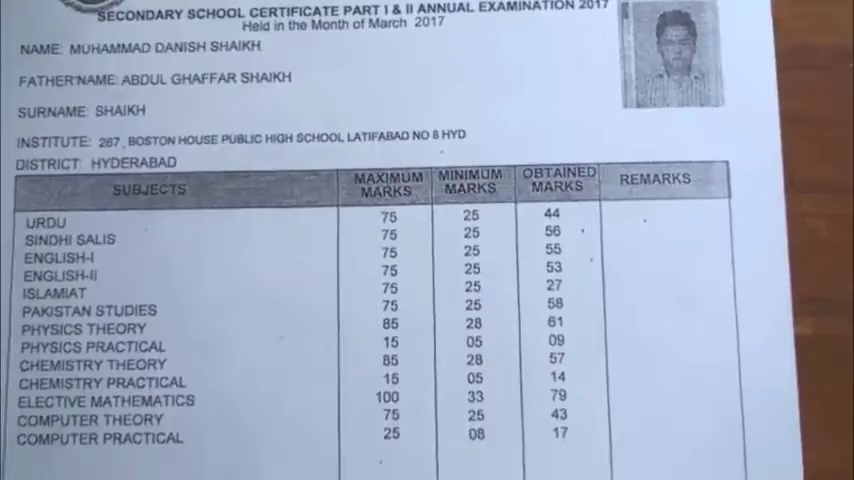 SECONDARY SCHOOL CERTIFICATE PART I & II ANNUAL EXAMINATION 2017
Held in the Month of March 2017
NAME: MUHAMMAD DANISH SHAIKH
FATHER'NAME: ABDUL GHAFFAR SHAIKH
SURNAME: SHAIKH
INSTITUTE: 267, BOSTON HOUSE PUBLIC HIGH SCHOOL LATIFABAD NO 8 HYD
DISTRICT: HYDERABAD
SUBJECTS MAXIMUM MARKS MINIMUM MARKS OBTAINED MARKS REMARKS
URDU 75 25 44
SINDHI SALIS 75 25 56
ENGLISH-I 75 25 55
ENGLISH-II 75 25 53
ISLAMIAT 75 25 27
PAKISTAN STUDIES 75 25 58
PHYSICS THEORY 85 28 61
PHYSICS PRACTICAL 15 05 09
CHEMISTRY THEORY 85 28 57
CHEMISTRY PRACTICAL 15 05 14
ELECTIVE MATHEMATICS 100 33 79
COMPUTER THEORY 75 25 43
COMPUTER PRACTICAL 25 08 17